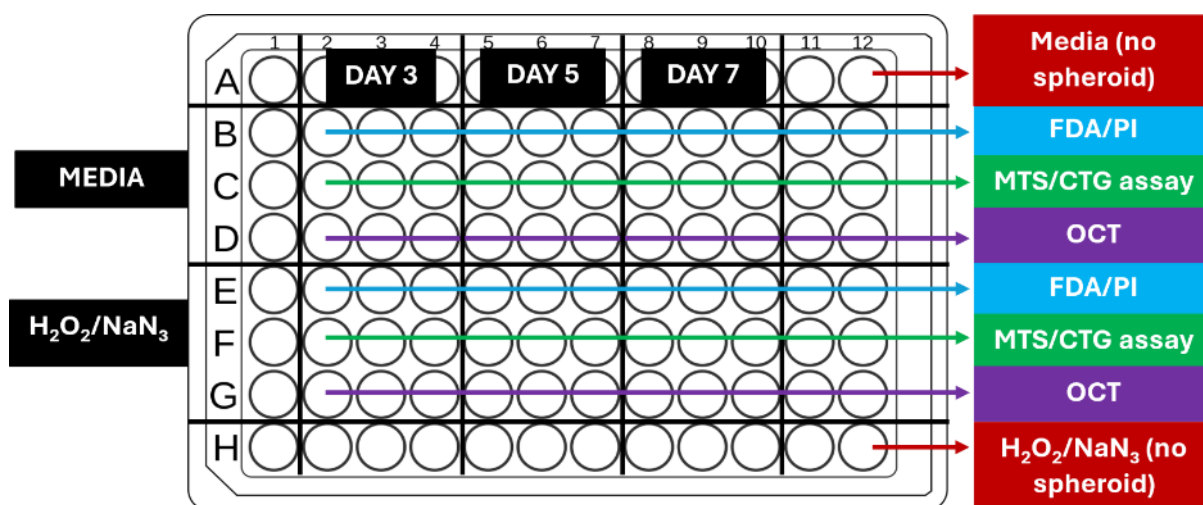 1 2 3 4 5 6 7 8 9 10 11 12
A
DAY 3
DAY 5
DAY 7
Media (no
spheroid)
B
FDA/PI
MEDIA
C
MTS/CTG assay
D
OCT
E
FDA/PI
H₂O₂/NaN₃
F
MTS/CTG assay
G
OCT
H
H₂O₂/NaN₃ (no
spheroid)